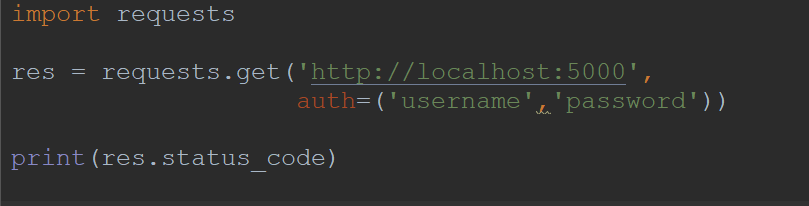 import requests
res = requests.get('http://localhost:5000',
                   auth=('username','password'))
print(res.status_code)